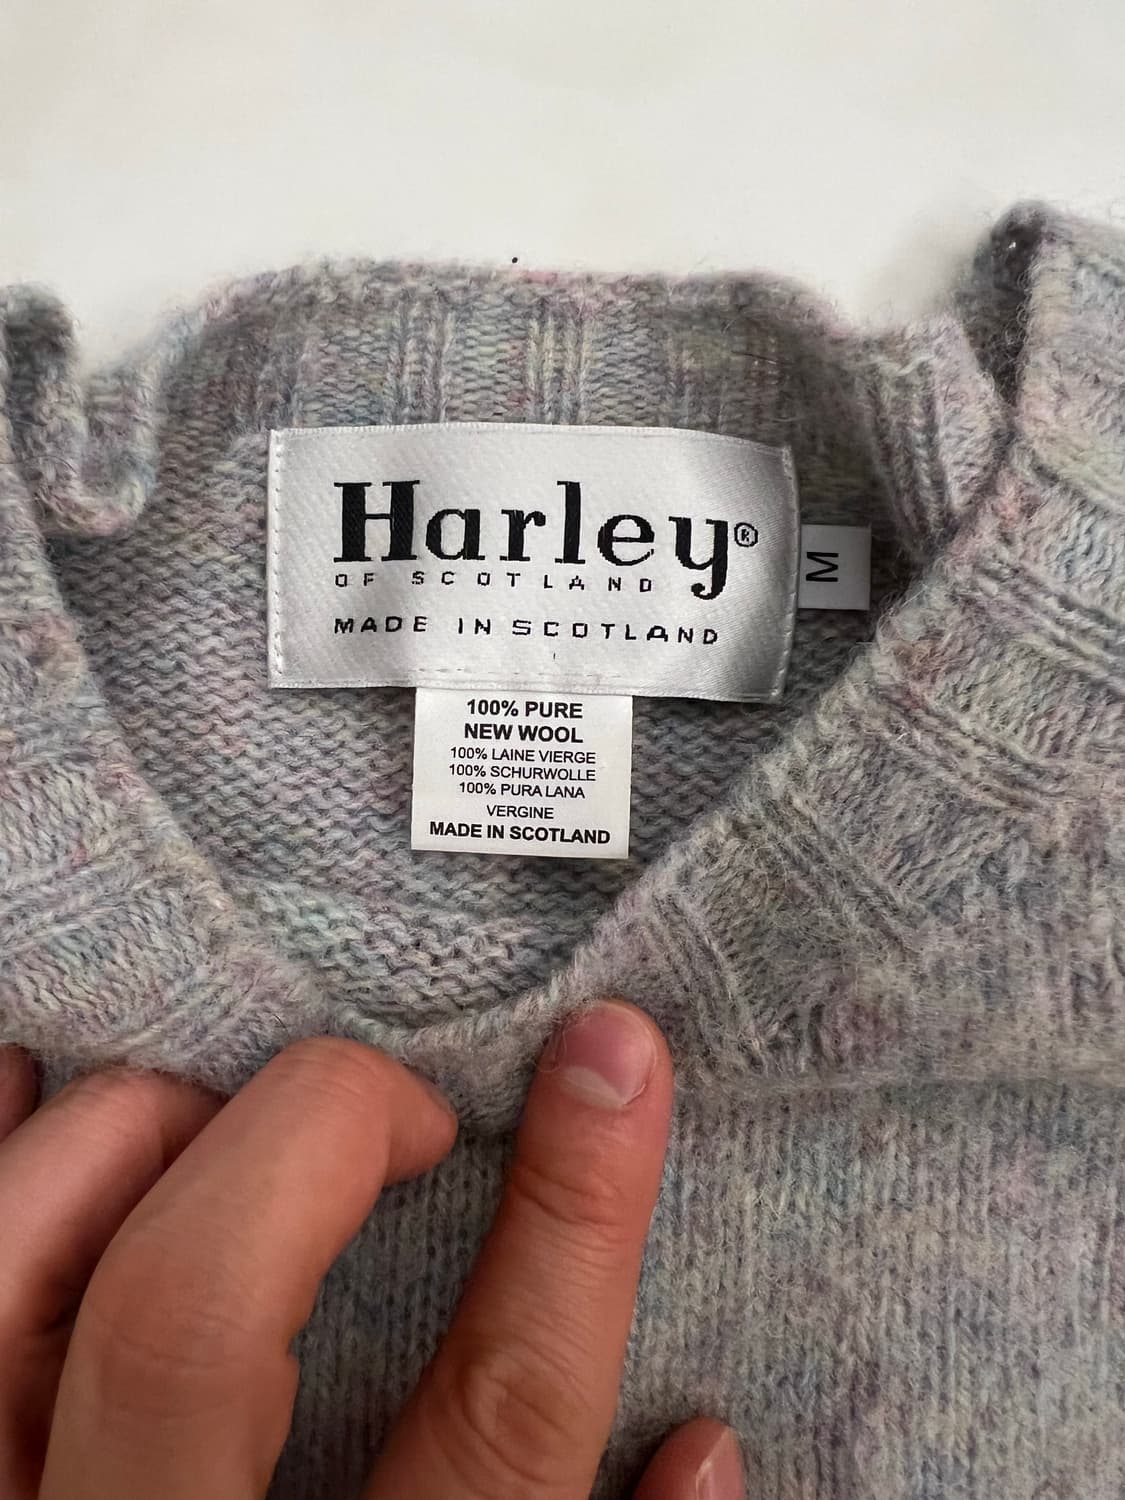 Harley®
OF SCOTLAND
MADE IN SCOTLAND
M
100% PURE
NEW WOOL
100% LAINE VIERGE
100% SCHURWOLLE
100% PURA LANA
VERGINE
MADE IN SCOTLAND